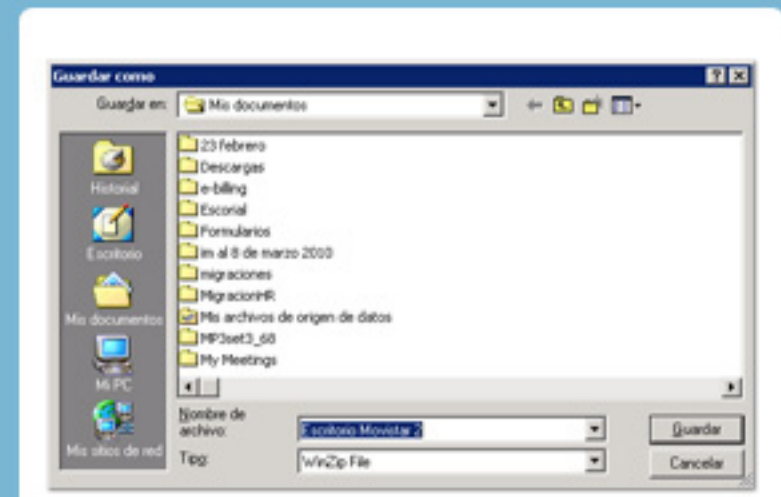 Guardar como
Guardar en: Mis documentos
Historial
Escritorio
Mis documentos
Mi PC
Mis sitios de red
23 febrero
Descargas
e-billing
Escorial
Formularios
im al 8 de marzo 2010
migraciones
MigracionHR
Mis archivos de origen de datos
MP3set3_68
My Meetings
Nombre de archivo: Escritorio Movistar 2
Guardar
Tipo: WinZip File
Cancelar